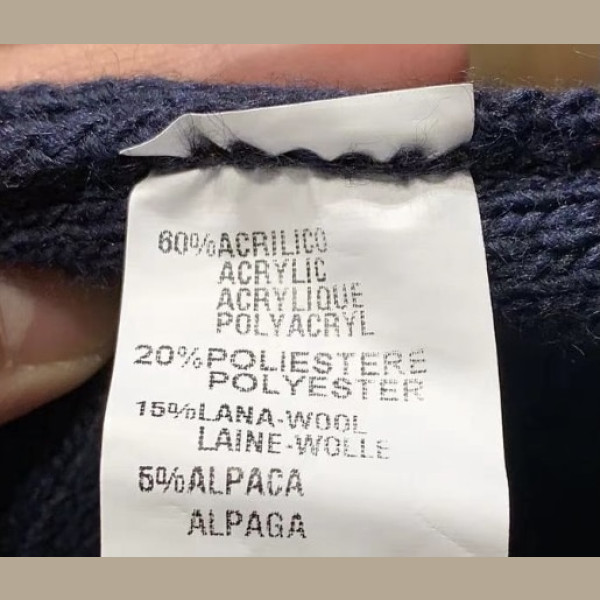 60%ACRILICO
ACRYLIC
ACRYLIQUE
POLYACRYL
20%POLIESTERE
POLYESTER
15%LANA-WOOL
LAINE-WOLLE
5%ALPACA
ALPAGA